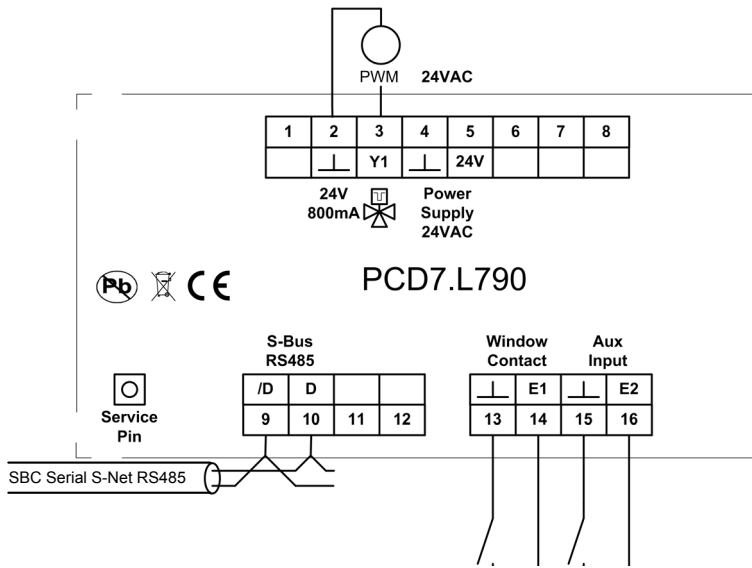 PWM 24VAC
1 2 3 4 5 6 7 8
Y1 24V
24V
800mA
Power
Supply
24VAC
Pb
CE
PCD7.L790
S-Bus
RS485
/D D
9 10 11 12
Service
Pin
SBC Serial S-Net RS485
Window
Contact
Aux
Input
E1 E2
13 14 15 16